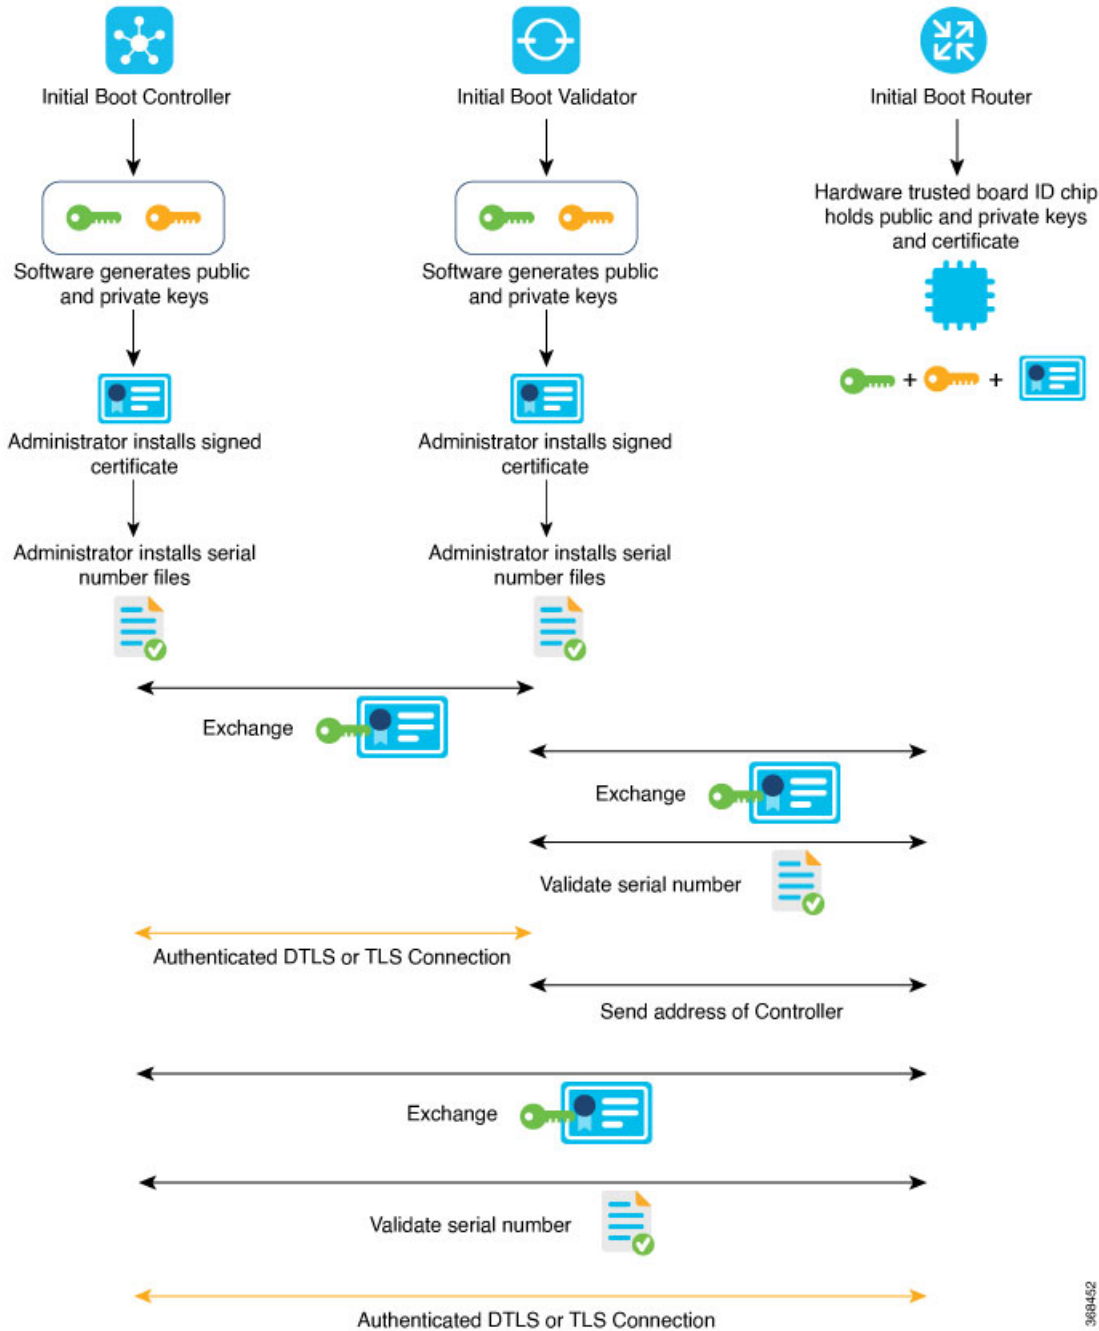 Initial Boot Controller
Initial Boot Validator
Initial Boot Router
Hardware trusted board ID chip
holds public and private keys
and certificate
Software generates public
and private keys
Software generates public
and private keys
+
+
Administrator installs signed
certificate
Administrator installs signed
certificate
Administrator installs serial
number files
Administrator installs serial
number files
Exchange
Exchange
Validate serial number
Authenticated DTLS or TLS Connection
Send address of Controller
Exchange
Validate serial number
Authenticated DTLS or TLS Connection
368452